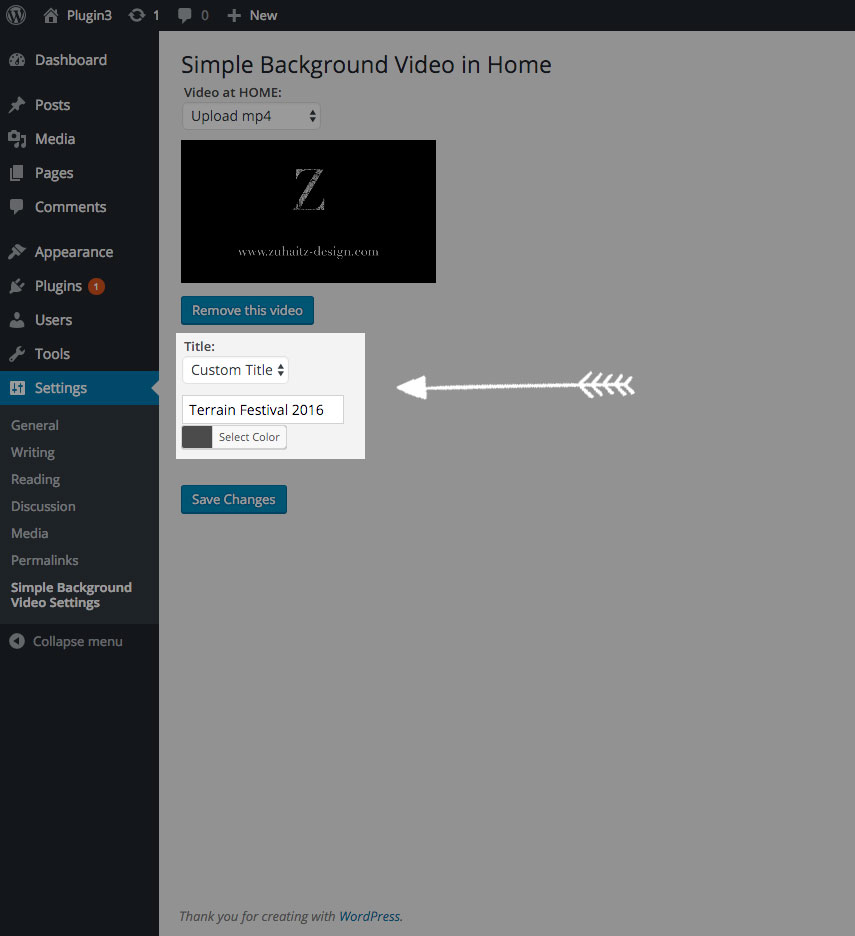 Plugin3 1 0 New
Dashboard
Posts
Media
Pages
Comments
Appearance
Plugins 1
Users
Tools
Settings
General
Writing
Reading
Discussion
Media
Permalinks
Simple Background
Video Settings
Collapse menu
Simple Background Video in Home
Video at HOME:
Upload mp4
Z
www.zuhaitz-design.com
Remove this video
Title:
Custom Title
Terrain Festival 2016
Select Color
Save Changes
Thank you for creating with WordPress.